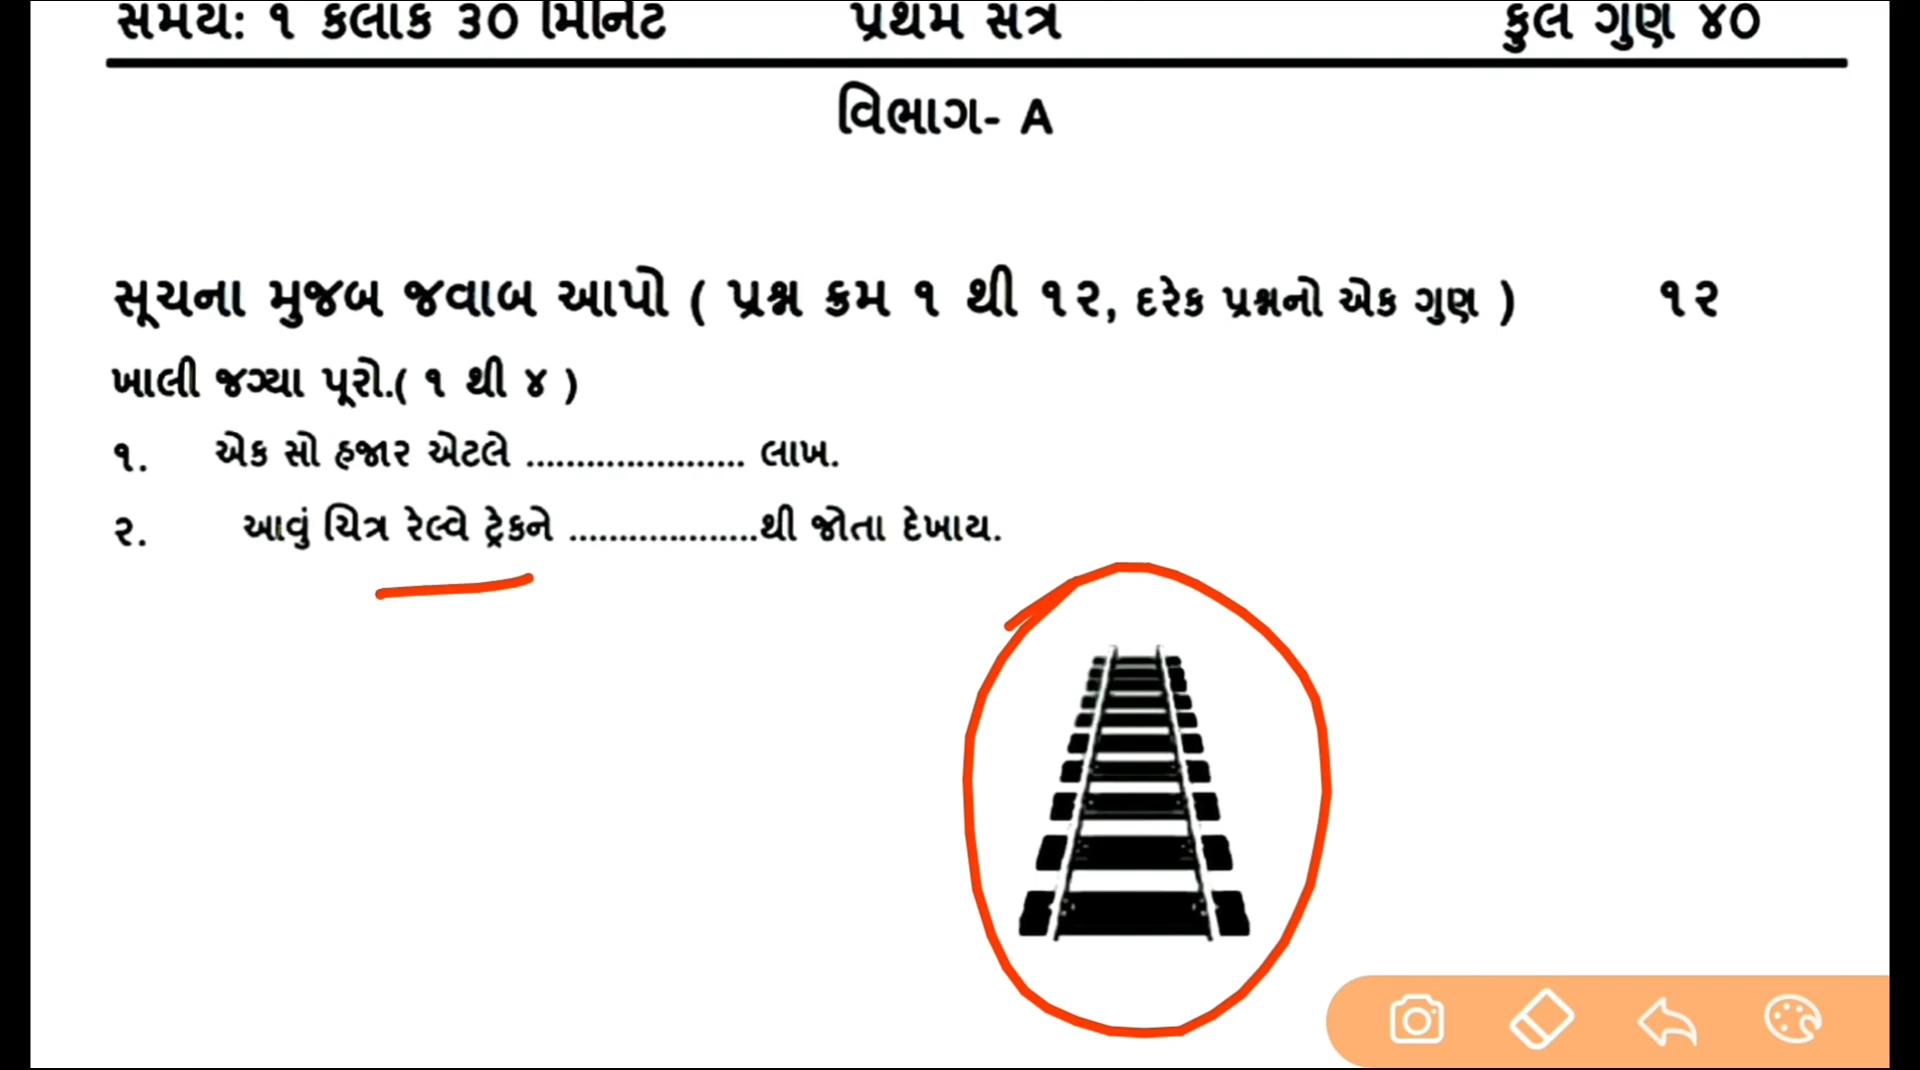 સમય: ૧ કલાક 30 મિનિટ પ્રથમ સત્ર કુલ ગુણ ૪૦
વિભાગ- A
સૂચના મુજબ જવાબ આપો ( પ્રશ્ન ક્રમ ૧ થી ૧૨, દરેક પ્રશ્નનો એક ગુણ ) ૧૨
ખાલી જગ્યા પૂરો.( ૧ થી ૪ )
૧. એક સો હજાર એટલે ...................... લાખ.
૨. આવું ચિત્ર રેલ્વે ટ્રેકને ...................થી જોતા દેખાય.